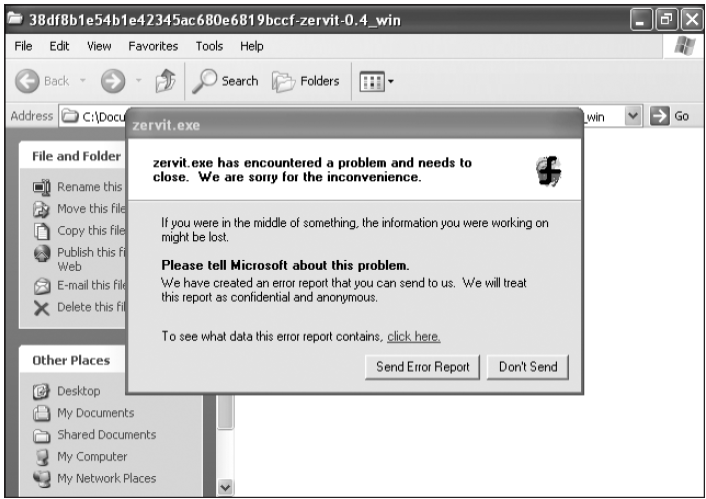 38df8b1e54b1e42345ac680e6819bccf-zervit-0.4_win
File Edit View Favorites Tools Help
Back Search Folders
Address C:\Docu _win Go
zervit.exe
zervit.exe has encountered a problem and needs to
close. We are sorry for the inconvenience.
If you were in the middle of something, the information you were working on
might be lost.
Please tell Microsoft about this problem.
We have created an error report that you can send to us. We will treat
this report as confidential and anonymous.
To see what data this error report contains, click here.
Send Error Report Don't Send
File and Folder
Rename this
Move this file
Copy this file
Publish this fi
Web
E-mail this file
Delete this fil
Other Places
Desktop
My Documents
Shared Documents
My Computer
My Network Places